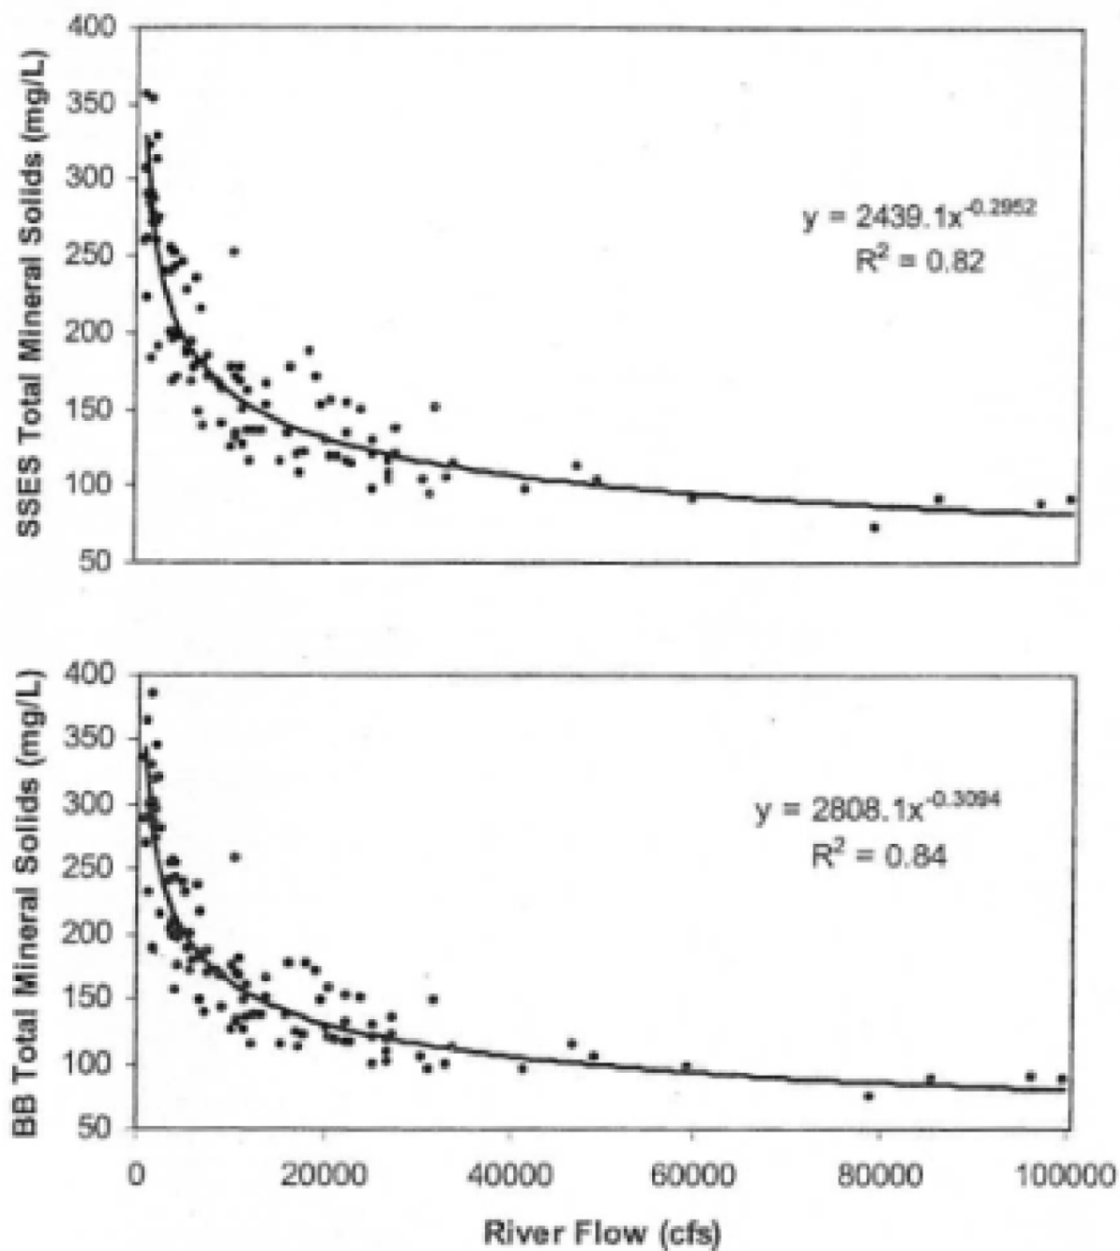 SSES Total Mineral Solids (mg/L)
400
350
300
250
200
150
100
50
y = 2439.1x^-0.2952
R² = 0.82
BB Total Mineral Solids (mg/L)
400
350
300
250
200
150
100
50
y = 2808.1x^-0.3094
R² = 0.84
0 20000 40000 60000 80000 100000
River Flow (cfs)